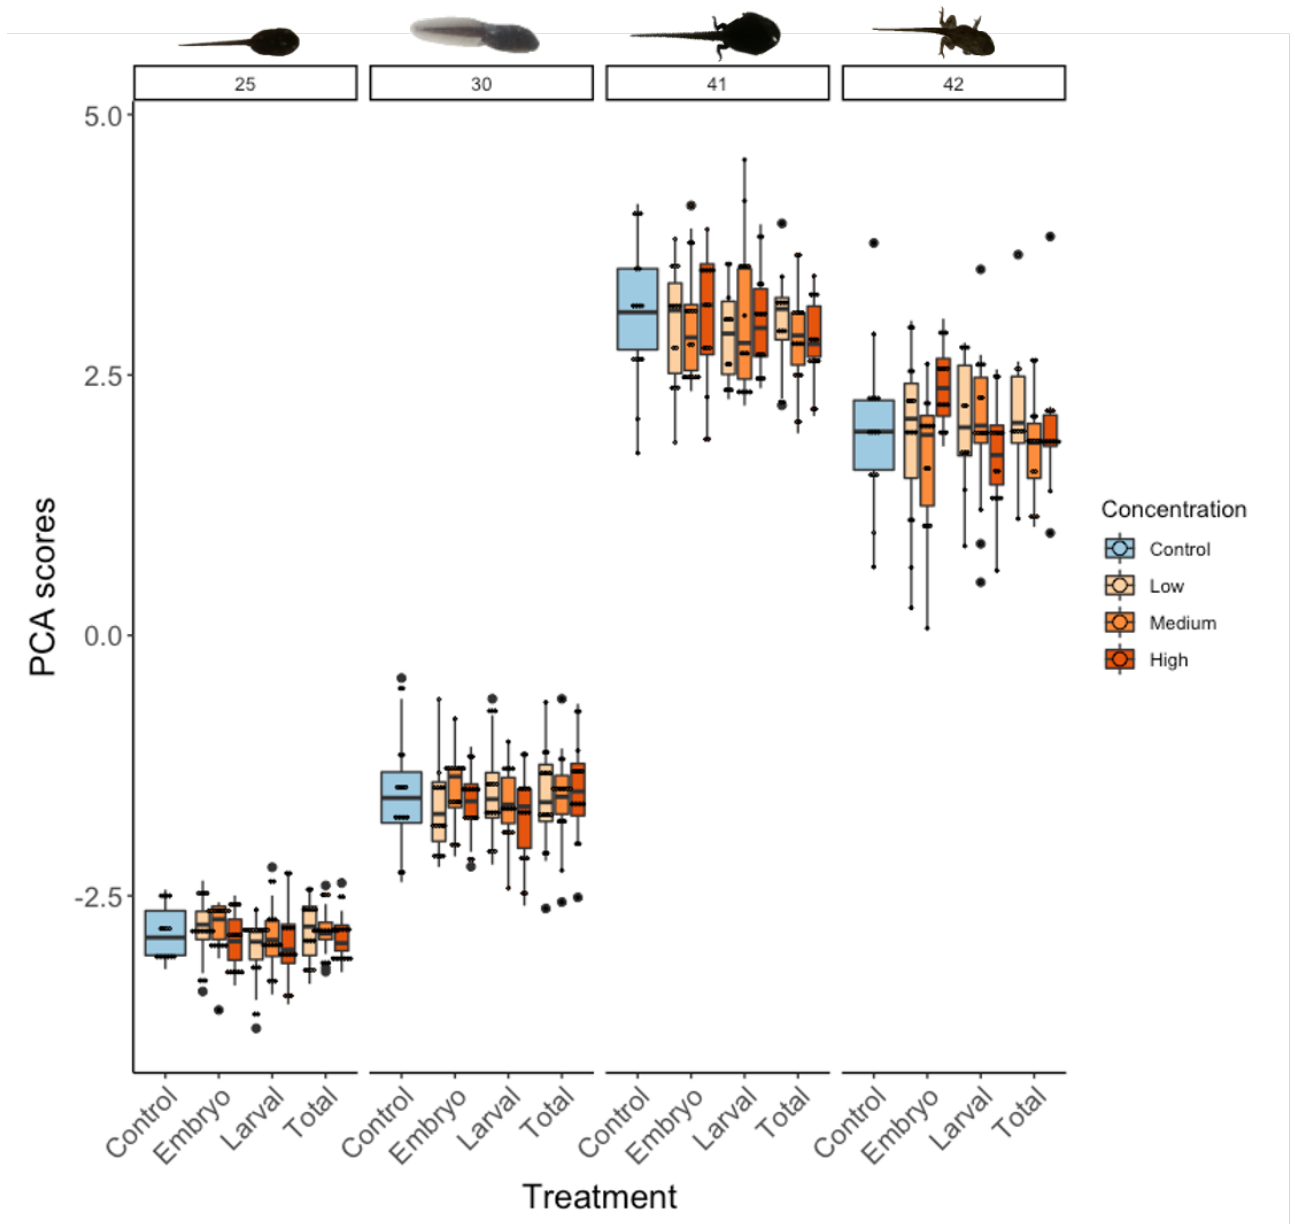 25 30 41 42
5.0
2.5
0.0
-2.5
PCA scores
Control Embryo Larval Total Control Embryo Larval Total Control Embryo Larval Total Control Embryo Larval Total
Treatment
Concentration
Control
Low
Medium
High